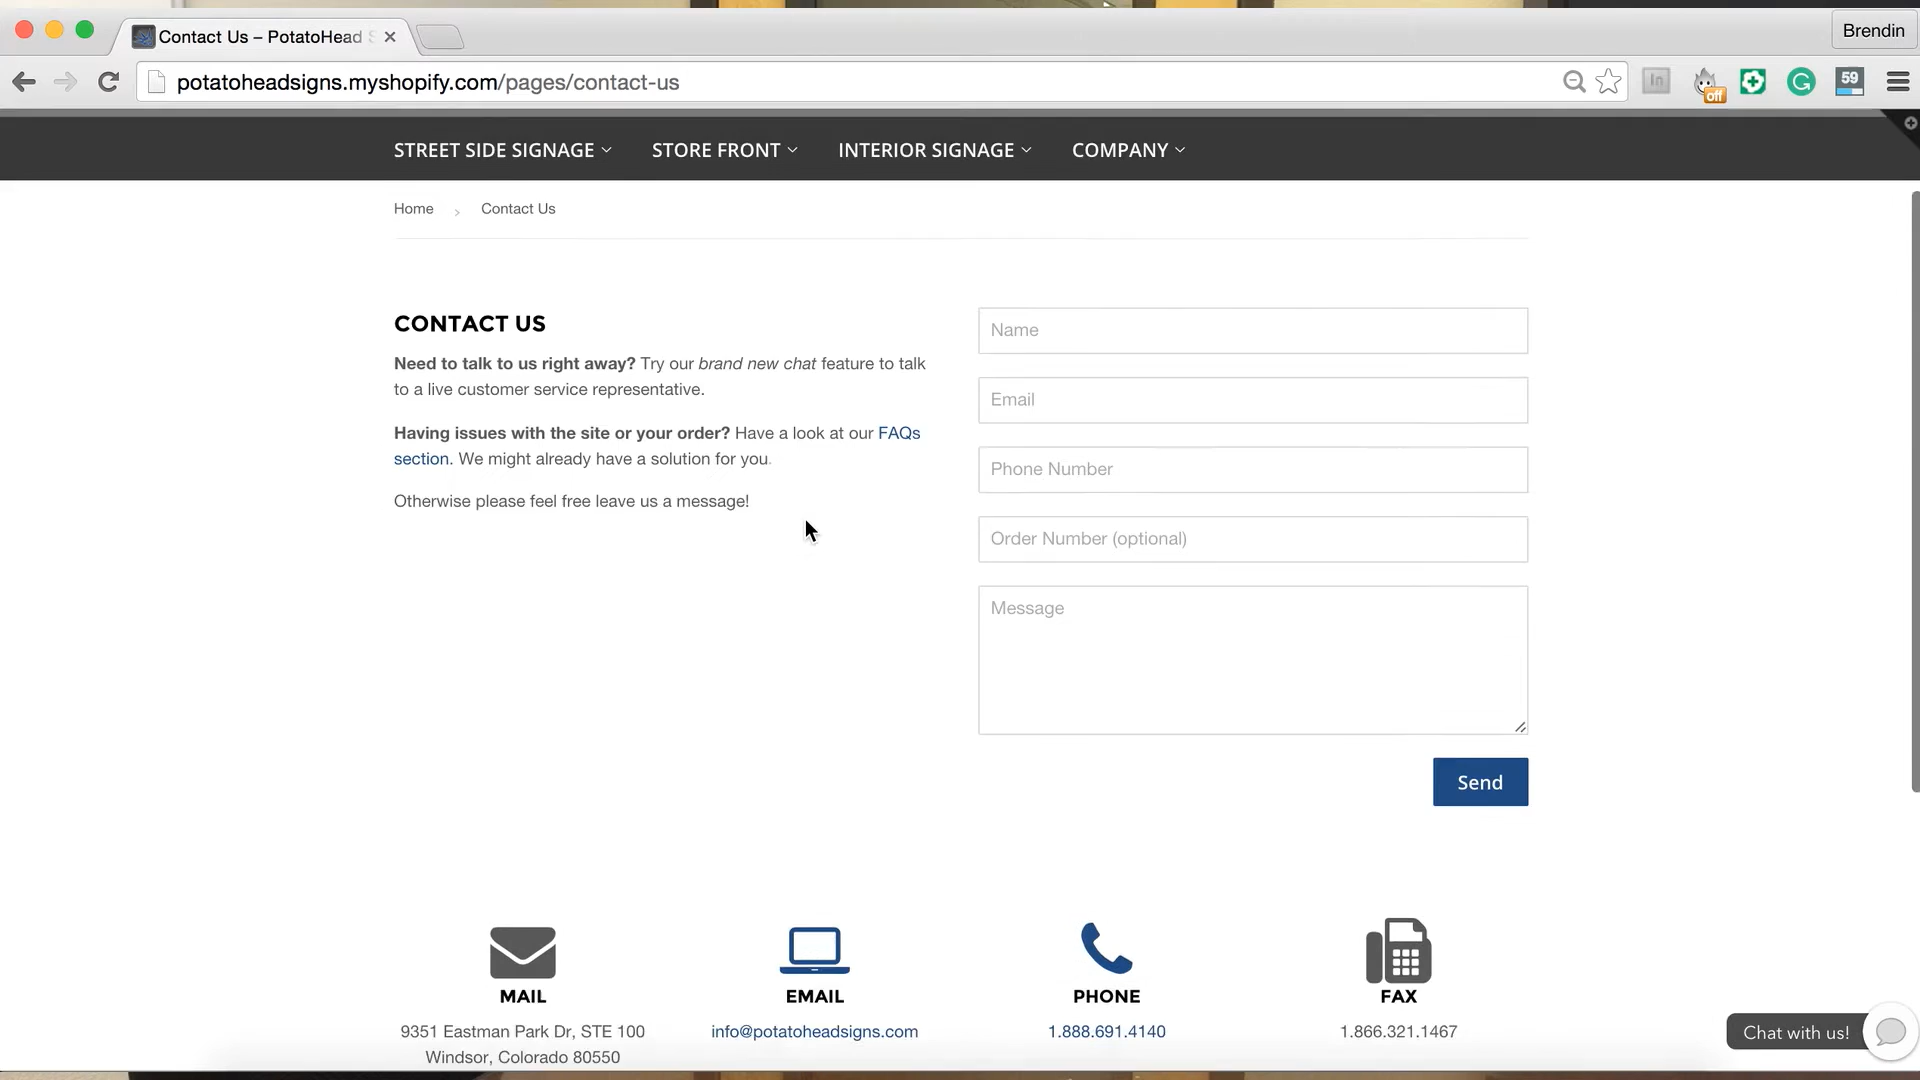 Contact Us – PotatoHead S
Brendin
potatoheadsigns.myshopify.com/pages/contact-us
In
off
59
STREET SIDE SIGNAGE
STORE FRONT
INTERIOR SIGNAGE
COMPANY
Home > Contact Us
CONTACT US
Need to talk to us right away? Try our brand new chat feature to talk
to a live customer service representative.
Having issues with the site or your order? Have a look at our FAQs
section. We might already have a solution for you.
Otherwise please feel free leave us a message!
Name
Email
Phone Number
Order Number (optional)
Message
Send
MAIL
9351 Eastman Park Dr, STE 100
Windsor, Colorado 80550
EMAIL
info@potatoheadsigns.com
PHONE
1.888.691.4140
FAX
1.866.321.1467
Chat with us!